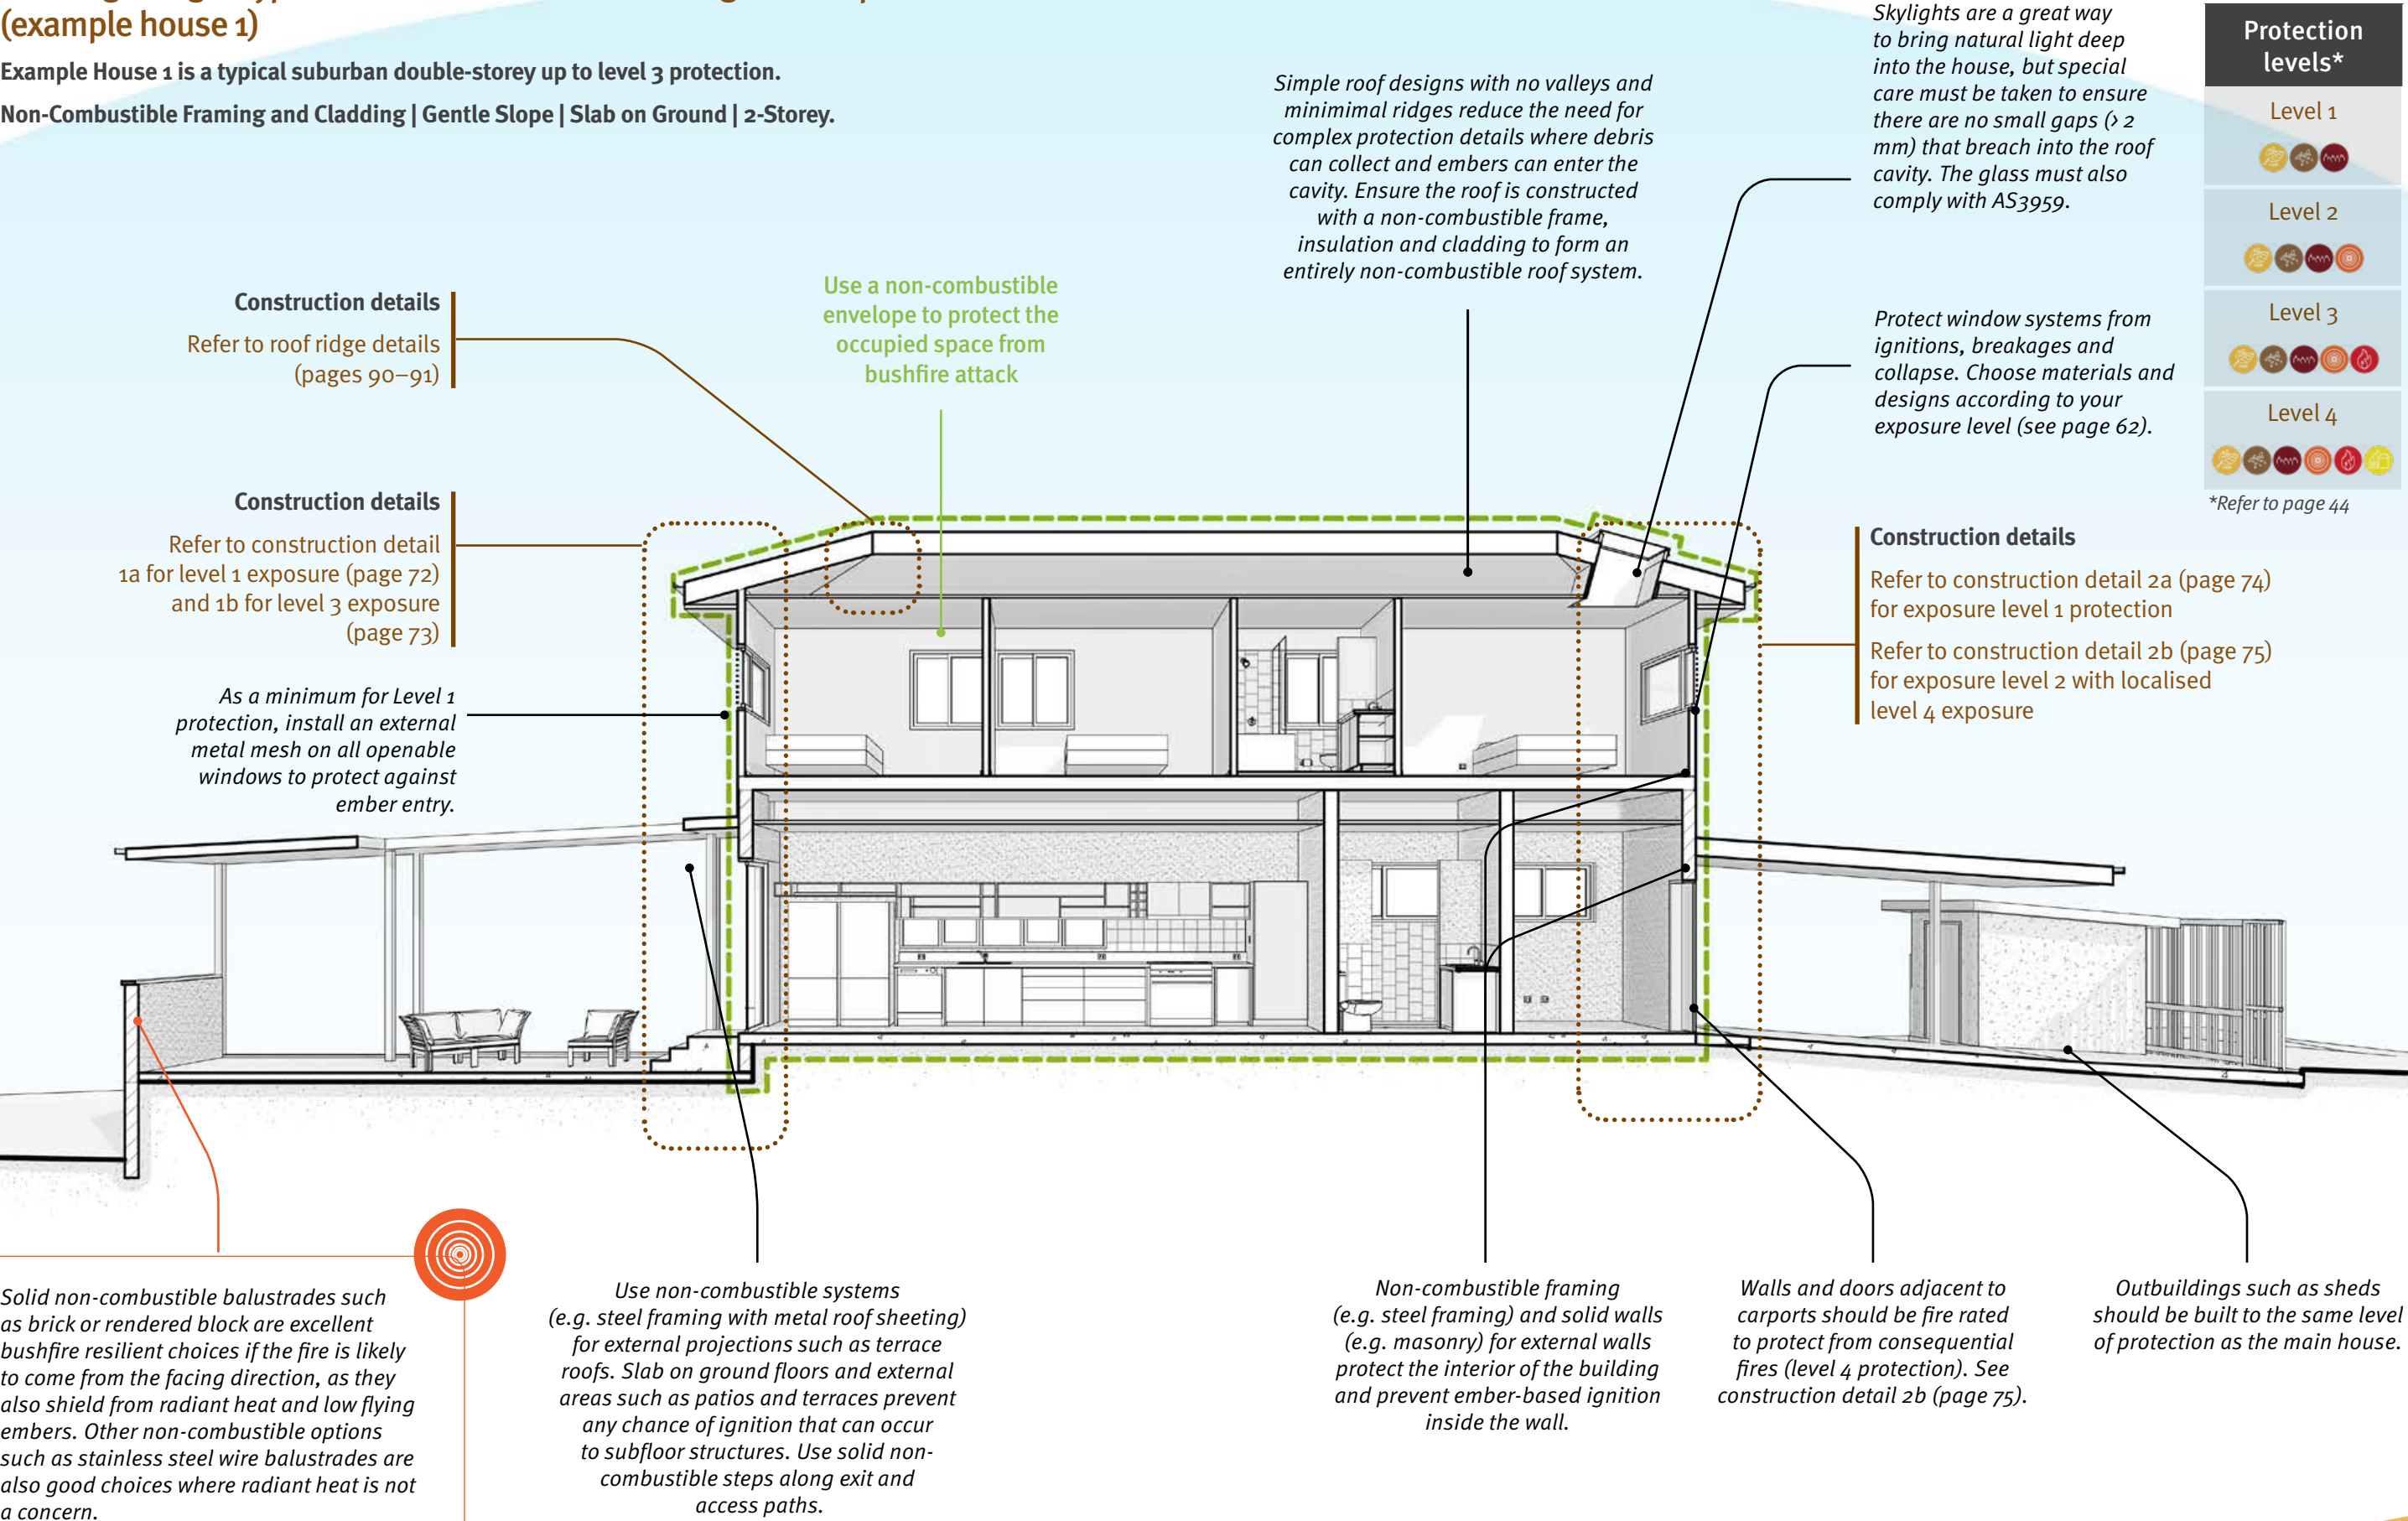 (example house 1)
Example House 1 is a typical suburban double-storey up to level 3 protection.
Non-Combustible Framing and Cladding | Gentle Slope | Slab on Ground | 2-Storey.
Construction details
Refer to roof ridge details
(pages 90–91)
Construction details
Refer to construction detail
1a for level 1 exposure (page 72)
and 1b for level 3 exposure
(page 73)
As a minimum for Level 1
protection, install an external
metal mesh on all openable
windows to protect against
ember entry.
Use a non-combustible
envelope to protect the
occupied space from
bushfire attack
Simple roof designs with no valleys and
minimimal ridges reduce the need for
complex protection details where debris
can collect and embers can enter the
cavity. Ensure the roof is constructed
with a non-combustible frame,
insulation and cladding to form an
entirely non-combustible roof system.
Skylights are a great way
to bring natural light deep
into the house, but special
care must be taken to ensure
there are no small gaps (> 2
mm) that breach into the roof
cavity. The glass must also
comply with AS3959.
Protect window systems from
ignitions, breakages and
collapse. Choose materials and
designs according to your
exposure level (see page 62).
Protection
levels*
Level 1
Level 2
Level 3
Level 4
*Refer to page 44
Construction details
Refer to construction detail 2a (page 74)
for exposure level 1 protection
Refer to construction detail 2b (page 75)
for exposure level 2 with localised
level 4 exposure
Solid non-combustible balustrades such
as brick or rendered block are excellent
bushfire resilient choices if the fire is likely
to come from the facing direction, as they
also shield from radiant heat and low flying
embers. Other non-combustible options
such as stainless steel wire balustrades are
also good choices where radiant heat is not
a concern.
Use non-combustible systems
(e.g. steel framing with metal roof sheeting)
for external projections such as terrace
roofs. Slab on ground floors and external
areas such as patios and terraces prevent
any chance of ignition that can occur
to subfloor structures. Use solid non-
combustible steps along exit and
access paths.
Non-combustible framing
(e.g. steel framing) and solid walls
(e.g. masonry) for external walls
protect the interior of the building
and prevent ember-based ignition
inside the wall.
Walls and doors adjacent to
carports should be fire rated
to protect from consequential
fires (level 4 protection). See
construction detail 2b (page 75).
Outbuildings such as sheds
should be built to the same level
of protection as the main house.